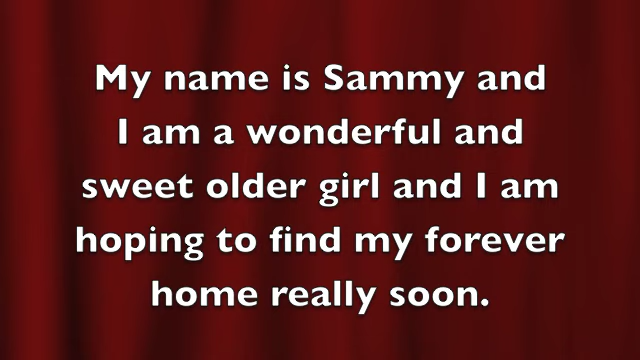 My name is Sammy and
I am a wonderful and
sweet older girl and I am
hoping to find my forever
home really soon.